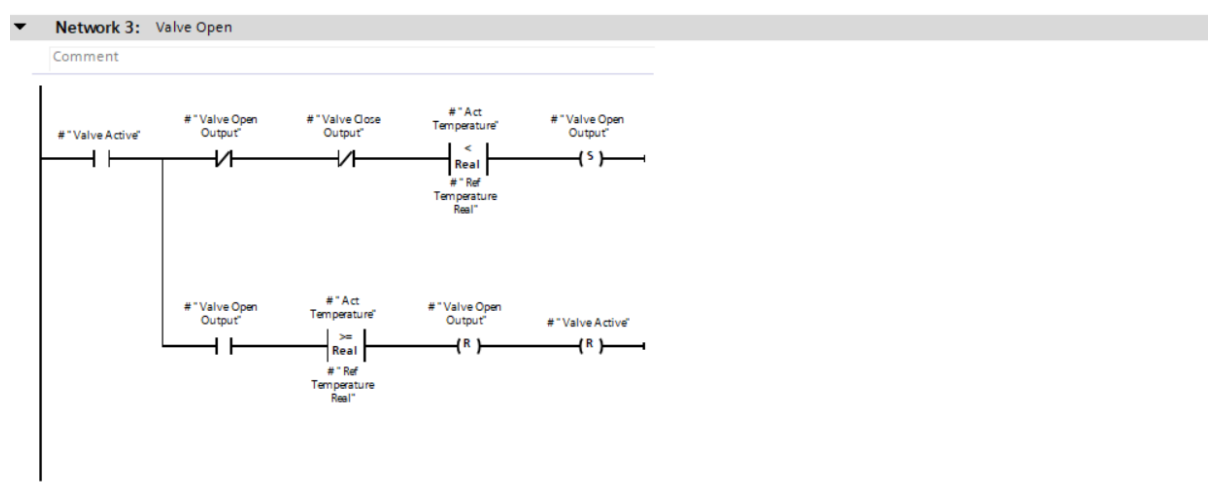 Network 3: Valve Open
Comment
#"Valve Active"
#"Valve Open
Output"
#"Valve Close
Output"
#"Act
Temperature"
<
Real
#"Ref
Temperature
Real"
#"Valve Open
Output"
S
#"Valve Open
Output"
#"Act
Temperature"
>=
Real
#"Ref
Temperature
Real"
#"Valve Open
Output"
R
#"Valve Active"
R